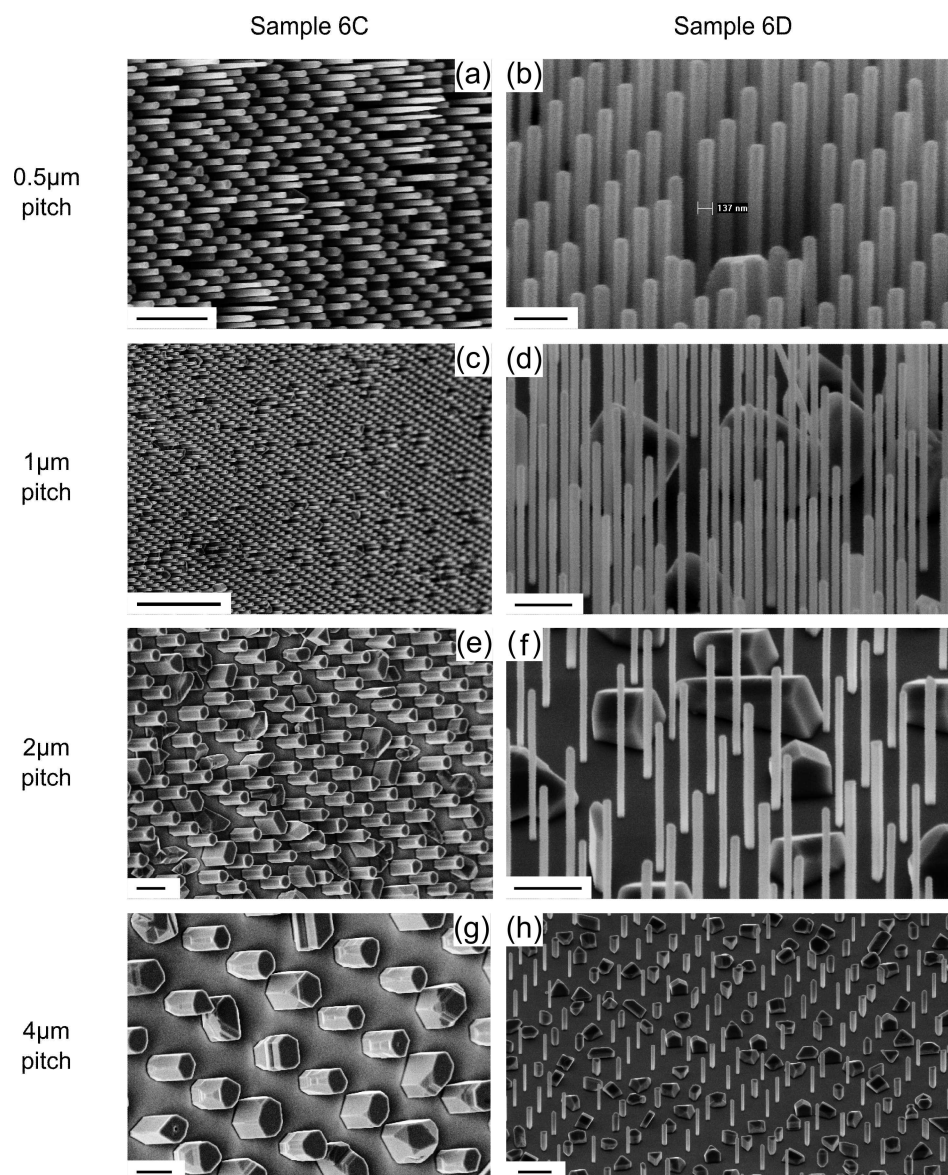 Sample 6C
Sample 6D
0.5µm
pitch
(a)
(b)
137 nm
1µm
pitch
(c)
(d)
2µm
pitch
(e)
(f)
4µm
pitch
(g)
(h)